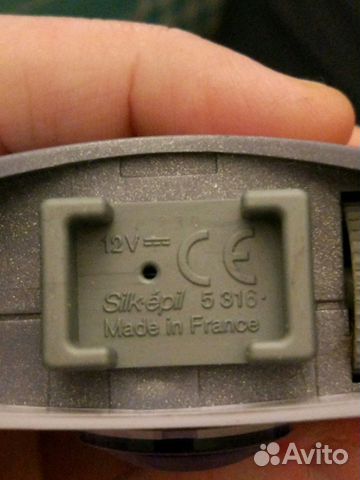 12V⎓ CE
Silk·épil 5 316
Made in France
Avito